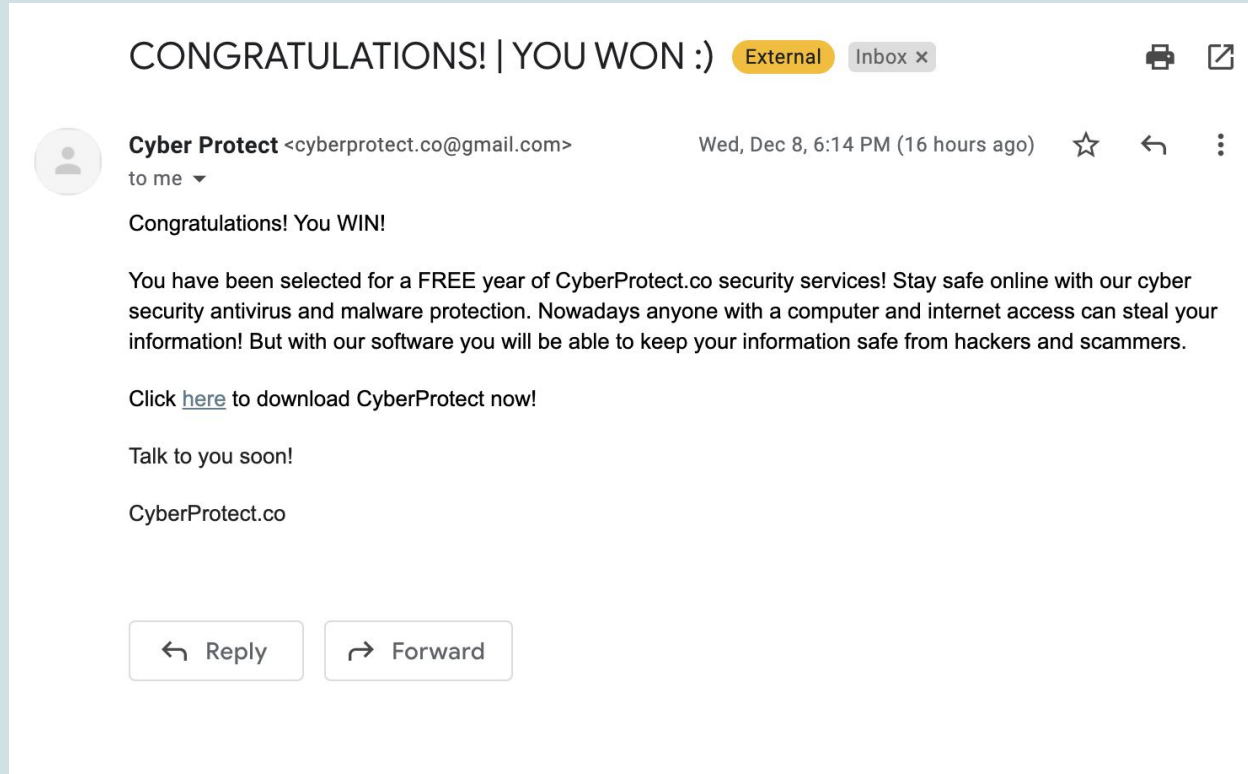 CONGRATULATIONS! | YOU WON :) External Inbox ×
Cyber Protect <cyberprotect.co@gmail.com> Wed, Dec 8, 6:14 PM (16 hours ago)
to me
Congratulations! You WIN!
You have been selected for a FREE year of CyberProtect.co security services! Stay safe online with our cyber
security antivirus and malware protection. Nowadays anyone with a computer and internet access can steal your
information! But with our software you will be able to keep your information safe from hackers and scammers.
Click here to download CyberProtect now!
Talk to you soon!
CyberProtect.co
Reply Forward